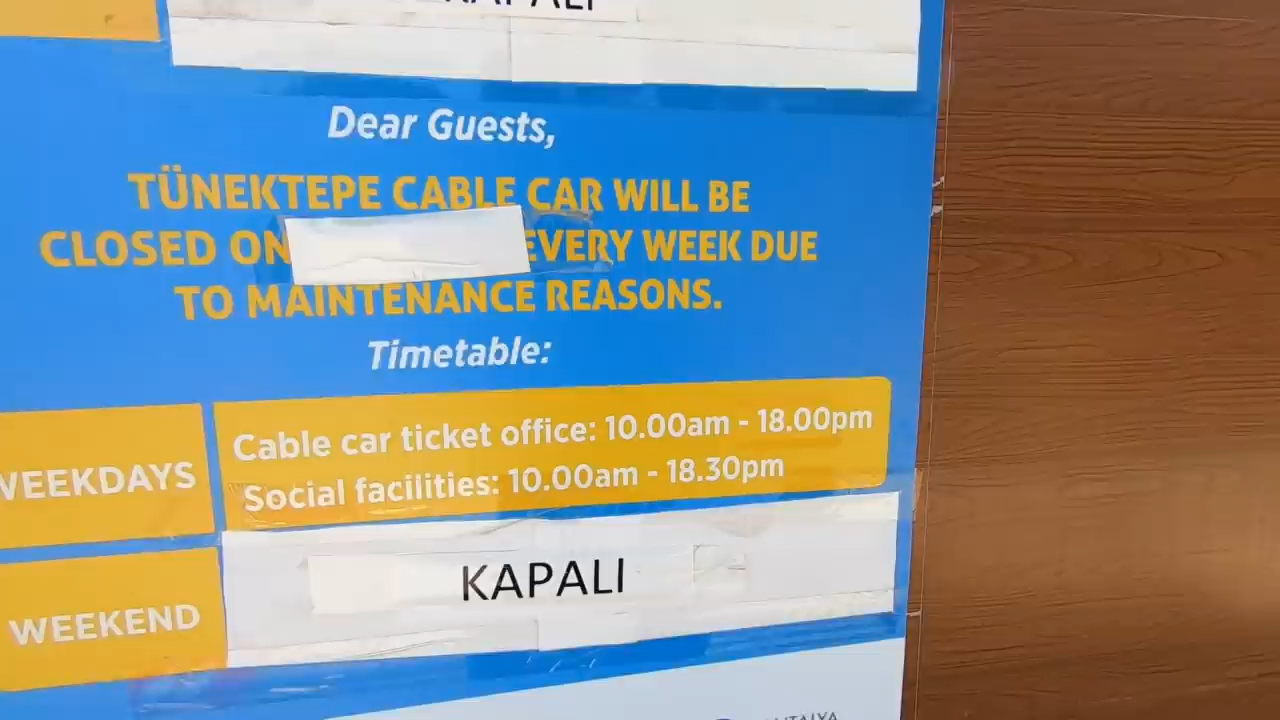 KAPALI
Dear Guests,
TÜNEKTEPE CABLE CAR WILL BE
CLOSED ON EVERY WEEK DUE
TO MAINTENANCE REASONS.
Timetable:
WEEKDAYS
Cable car ticket office: 10.00am - 18.00pm
Social facilities: 10.00am - 18.30pm
WEEKEND
KAPALI